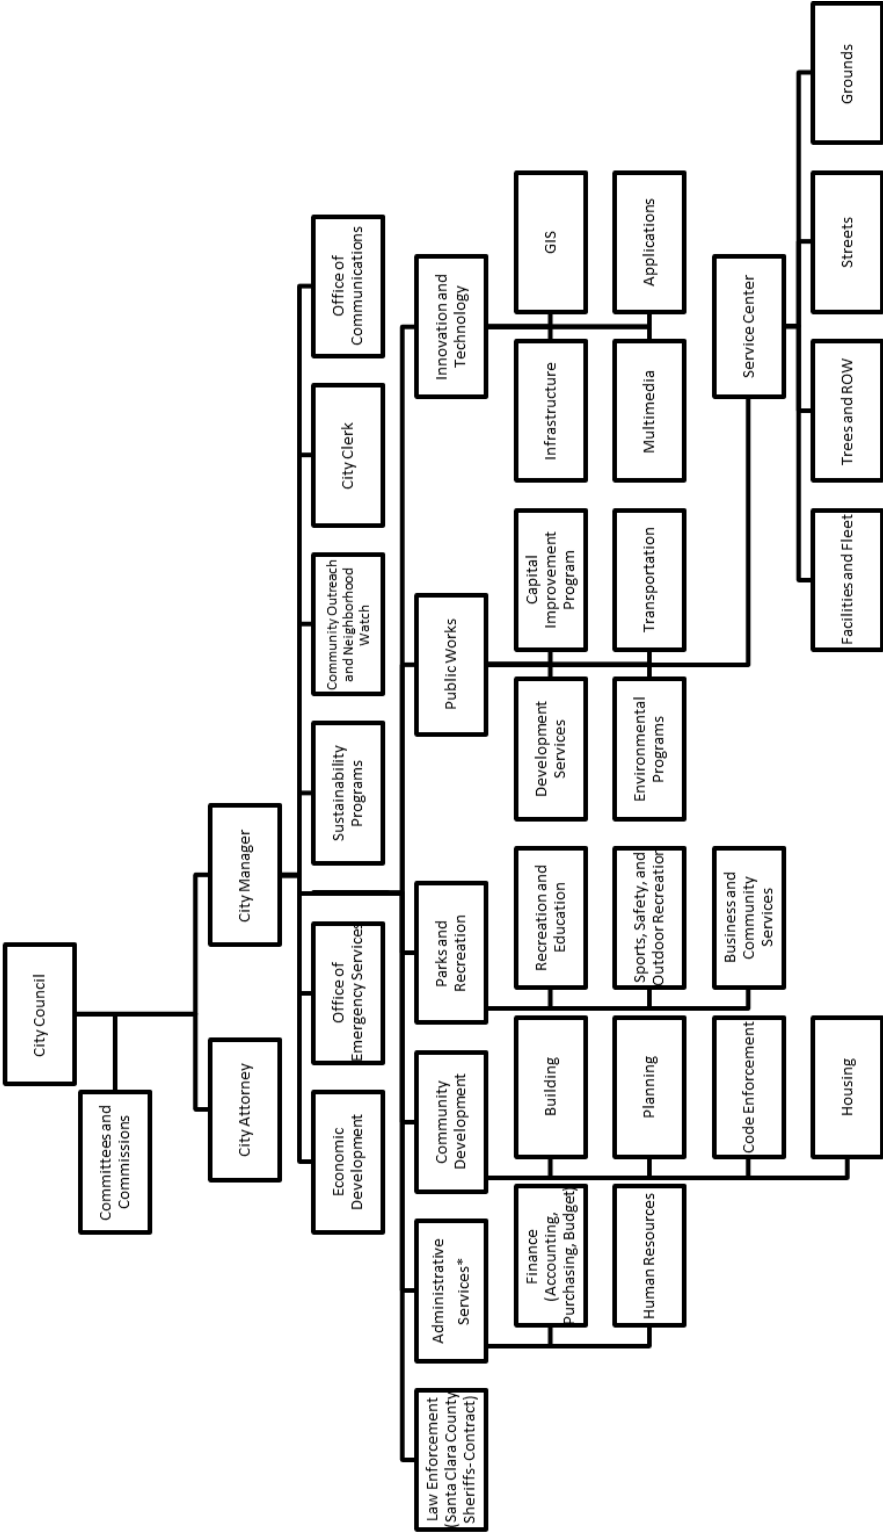 City Council
Committees and
Commissions
City Attorney
City Manager
Economic
Development
Office of
Emergency Services
Sustainability
Programs
Community Outreach
and Neighborhood
Watch
City Clerk
Office of
Communications
Law Enforcement
(Santa Clara County
Sheriffs-Contract)
Administrative
Services*
Community
Development
Parks and
Recreation
Public Works
Innovation and
Technology
Finance
(Accounting,
Purchasing, Budget)
Human Resources
Building
Planning
Code Enforcement
Housing
Recreation and
Education
Sports, Safety, and
Outdoor Recreation
Business and
Community
Services
Development
Services
Capital
Improvement
Program
Environmental
Programs
Transportation
Infrastructure
GIS
Multimedia
Applications
Service Center
Facilities and Fleet
Trees and ROW
Streets
Grounds